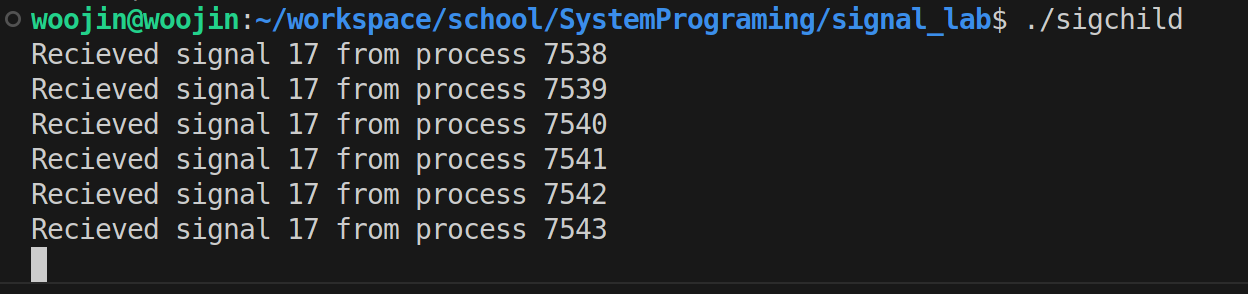 woojin@woojin:~/workspace/school/SystemPrograming/signal_lab$ ./sigchild
Recieved signal 17 from process 7538
Recieved signal 17 from process 7539
Recieved signal 17 from process 7540
Recieved signal 17 from process 7541
Recieved signal 17 from process 7542
Recieved signal 17 from process 7543